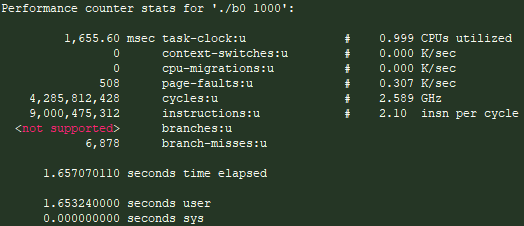 Performance counter stats for './b0 1000':
1,655.60 msec task-clock:u # 0.999 CPUs utilized
0 context-switches:u # 0.000 K/sec
0 cpu-migrations:u # 0.000 K/sec
508 page-faults:u # 0.307 K/sec
4,285,812,428 cycles:u # 2.589 GHz
9,000,475,312 instructions:u # 2.10 insn per cycle
<not supported> branches:u
6,878 branch-misses:u
1.657070110 seconds time elapsed
1.653240000 seconds user
0.000000000 seconds sys